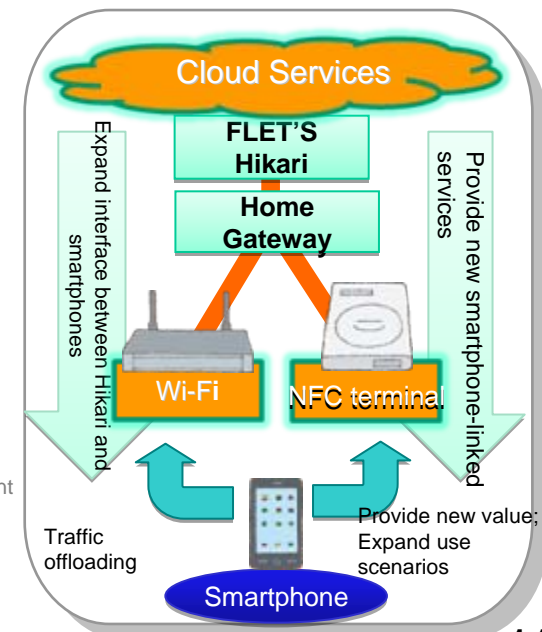 Cloud Services
FLET'S
Hikari
Home
Gateway
Expand interface between Hikari and
smartphones
Provide new smartphone-linked
services
Wi-Fi
NFC terminal
Traffic
offloading
Provide new value;
Expand use
scenarios
Smartphone